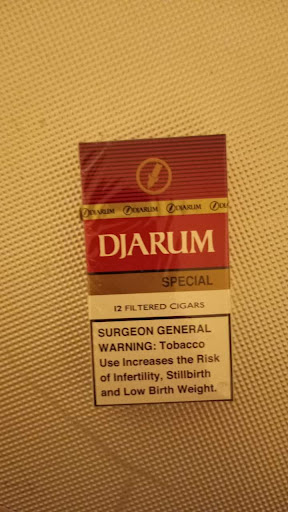 DJARUM DJARUM DJARUM DJA
DJARUM
SPECIAL
12 FILTERED CIGARS
SURGEON GENERAL
WARNING: Tobacco
Use Increases the Risk
of Infertility, Stillbirth
and Low Birth Weight.